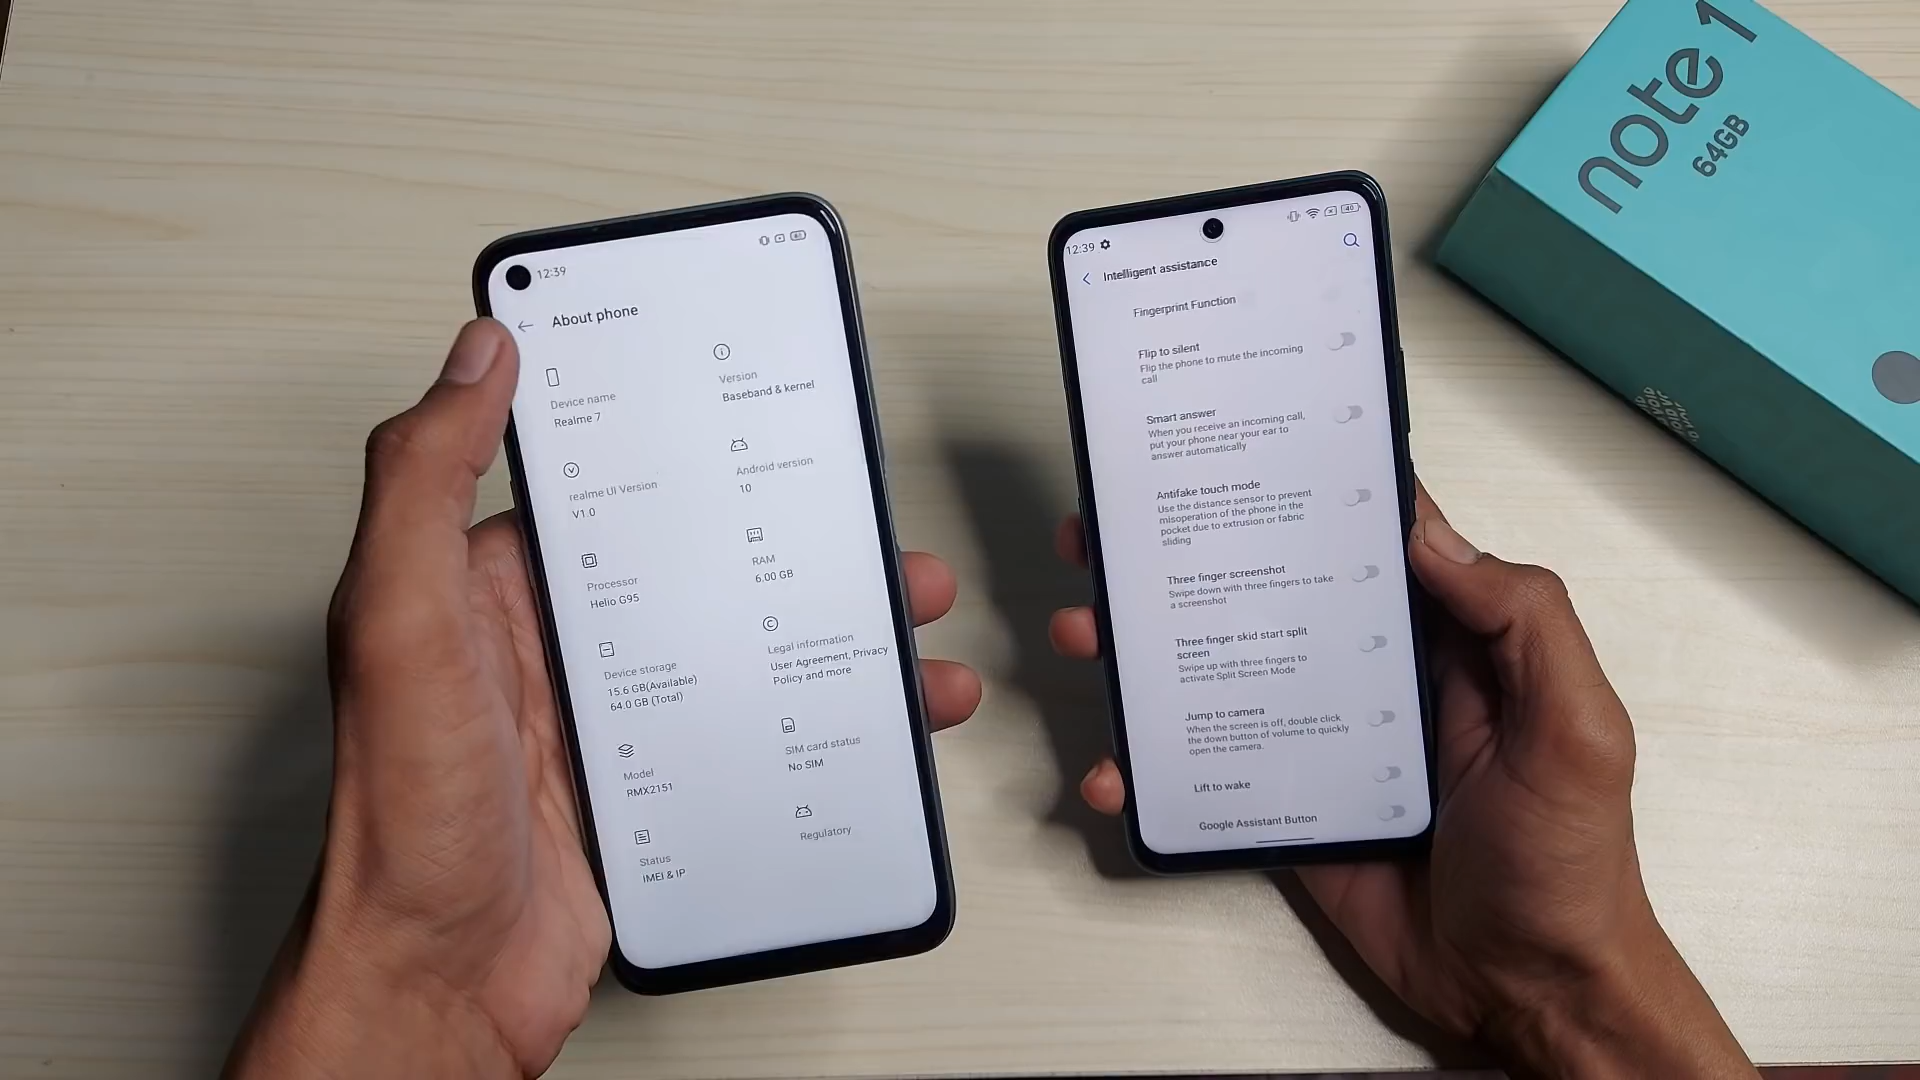 12:39
About phone
Device name
Realme 7
Version
Baseband & kernel
realme UI Version
V1.0
Android version
10
Processor
Helio G95
RAM
6.00 GB
Device storage
15.6 GB(Available)
64.0 GB (Total)
Legal information
User Agreement, Privacy
Policy and more
Model
RMX2151
SIM card status
No SIM
Status
IMEI & IP
Regulatory
12:39
40
Intelligent assistance
Fingerprint Function
Flip to silent
Flip the phone to mute the incoming
call
Smart answer
When you receive an incoming call,
put your phone near your ear to
answer automatically
Antifake touch mode
Use the distance sensor to prevent
misoperation of the phone in the
pocket due to extrusion or fabric
sliding
Three finger screenshot
Swipe down with three fingers to take
a screenshot
Three finger skid start split
screen
Swipe up with three fingers to
activate Split Screen Mode
Jump to camera
When the screen is off, double click
the down button of volume to quickly
open the camera.
Lift to wake
Google Assistant Button
note 1
64GB